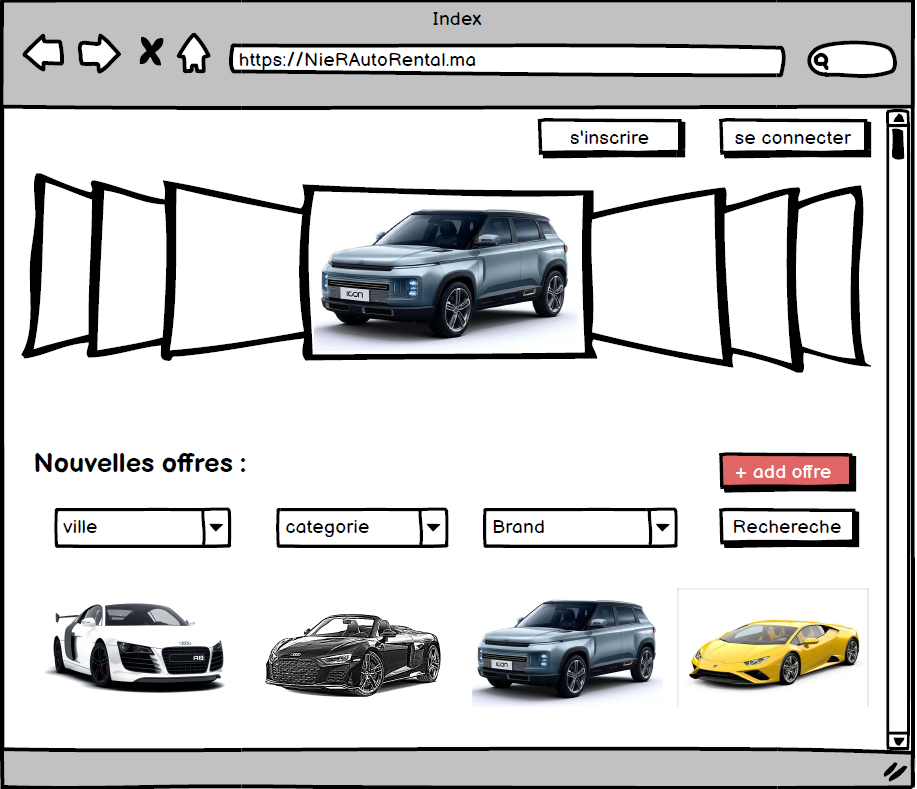 Index
https://NieRAutoRental.ma
s'inscrire
se connecter
icon
Nouvelles offres :
+ add offre
ville
categorie
Brand
Rechereche
R8
icon